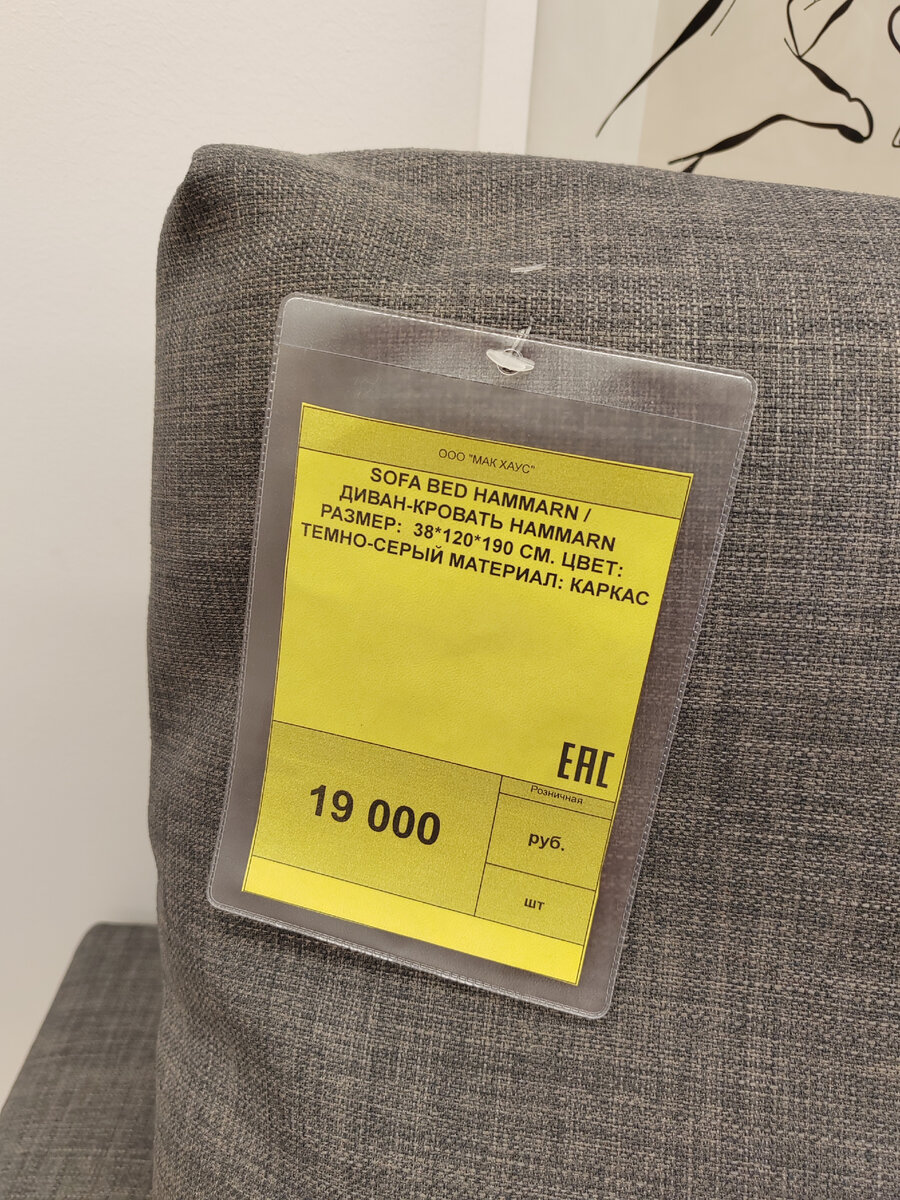 ООО "МАК ХАУС"
SOFA BED HAMMARN /
ДИВАН-КРОВАТЬ HAMMARN
РАЗМЕР: 38*120*190 СМ. ЦВЕТ:
ТЕМНО-СЕРЫЙ МАТЕРИАЛ: КАРКАС
EAC
19 000
Розничная
руб.
шт